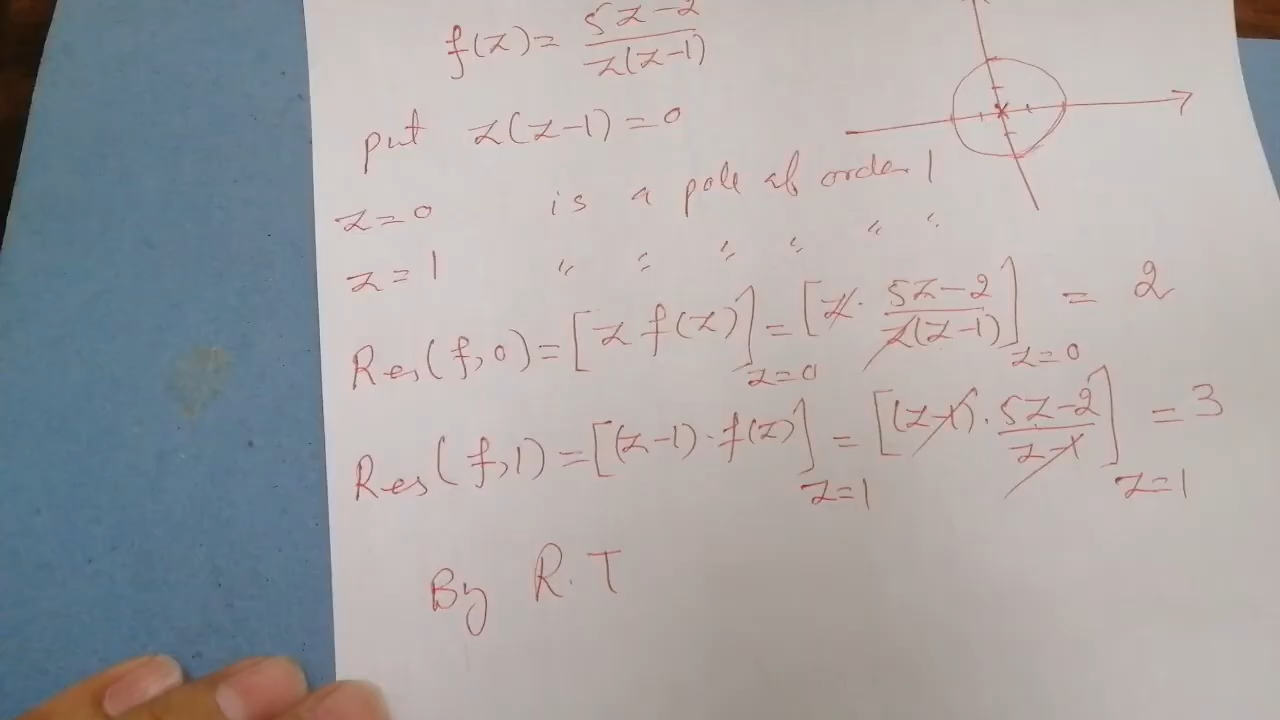 f(z) = (5z-2)/(z(z-1))
put z(z-1) = 0
z = 0 is a pole of order 1
z = 1 " " " " " "
Res(f,0) = [z f(z)]_{z=0} = [z · (5z-2)/(z(z-1))]_{z=0} = 2
Res(f,1) = [(z-1)·f(z)]_{z=1} = [(z-1)·(5z-2)/(z-1)]_{z=1} = 3
By R.T